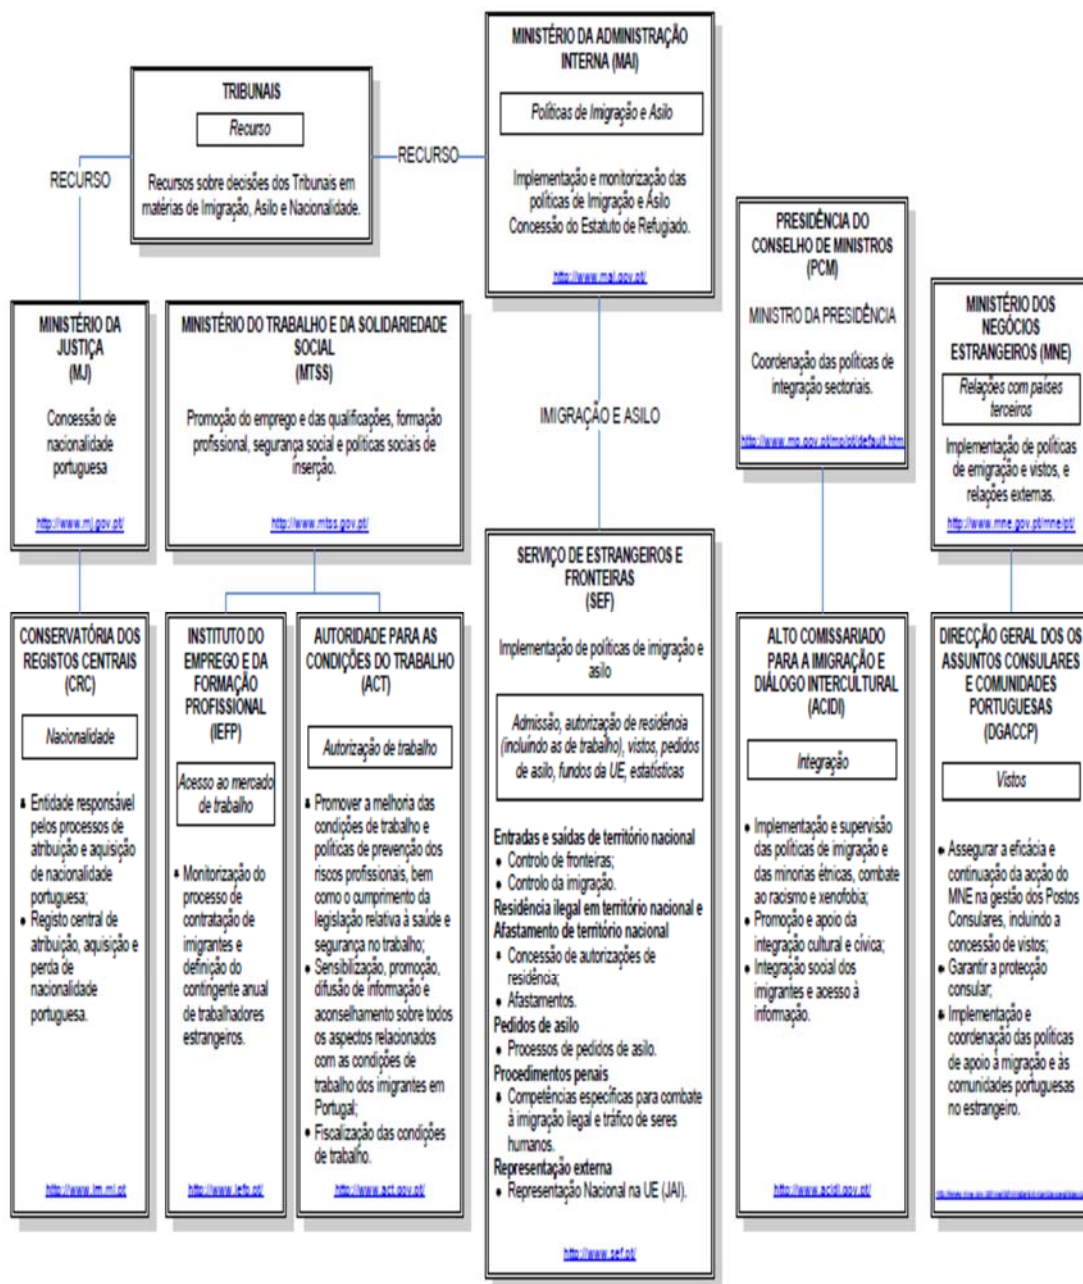 MINISTÉRIO DA ADMINISTRAÇÃO
INTERNA (MAI)
Políticas de Imigração e Asilo
Implementação e monitorização das
políticas de Imigração e Asilo
Concessão do Estatuto de Refugiado.
http://www.mai.gov.pt/
TRIBUNAIS
Recurso
Recursos sobre decisões dos Tribunais em
matérias de Imigração, Asilo e Nacionalidade.
RECURSO
RECURSO
PRESIDÊNCIA DO
CONSELHO DE MINISTROS
(PCM)
MINISTRO DA PRESIDÊNCIA
Coordenação das políticas de
integração sectoriais.
http://www.mp.gov.pt/mp/pt/default.htm
MINISTÉRIO DOS
NEGÓCIOS
ESTRANGEIROS (MNE)
Relações com países
terceiros
Implementação de políticas
de emigração e vistos, e
relações externas.
http://www.mne.gov.pt/mne/pt/
MINISTÉRIO DA
JUSTIÇA
(MJ)
Concessão de
nacionalidade
portuguesa
http://www.mj.gov.pt/
MINISTÉRIO DO TRABALHO E DA SOLIDARIEDADE
SOCIAL
(MTSS)
Promoção do emprego e das qualificações, formação
profissional, segurança social e políticas sociais de
inserção.
http://www.mtss.gov.pt/
IMIGRAÇÃO E ASILO
CONSERVATÓRIA DOS
REGISTOS CENTRAIS
(CRC)
Nacionalidade
Entidade responsável
pelos processos de
atribuição e aquisição
de nacionalidade
portuguesa;
Registo central de
atribuição, aquisição e
perda de
nacionalidade
portuguesa.
INSTITUTO DO
EMPREGO E DA
FORMAÇÃO
PROFISSIONAL
(IEFP)
Acesso ao mercado
de trabalho
Monitorização do
processo de
contratação de
imigrantes e
definição do
contingente anual
de trabalhadores
estrangeiros.
http://www.iefp.pt/
AUTORIDADE PARA AS
CONDIÇÕES DO TRABALHO
(ACT)
Autorização de trabalho
Promover a melhoria das
condições de trabalho e
políticas de prevenção dos
riscos profissionais, bem
como o cumprimento da
legislação relativa à saúde e
segurança no trabalho;
Sensibilização, promoção,
difusão de informação e
aconselhamento sobre todos
os aspectos relacionados
com as condições de
trabalho dos imigrantes em
Portugal;
Fiscalização das condições
de trabalho.
http://www.act.gov.pt/
SERVIÇO DE ESTRANGEIROS E
FRONTEIRAS
(SEF)
Implementação de políticas de imigração e
asilo
Admissão, autorização de residência
(incluíndo as de trabalho), vistos, pedidos
de asilo, fundos da UE, estatísticas
Entradas e saídas de território nacional
Controlo de fronteiras;
Controlo da imigração.
Residência ilegal em território nacional e
Afastamento de território nacional
Concessão de autorizações de
residência;
Afastamentos.
Pedidos de asilo
Processos de pedidos de asilo.
Procedimentos penais
Competências específicas para combate
à imigração ilegal e tráfico de seres
humanos.
Representação externa
Representação Nacional na UE (JAI).
http://www.sef.pt/
ALTO COMISSARIADO
PARA A IMIGRAÇÃO E
DIÁLOGO INTERCULTURAL
(ACIDI)
Integração
Implementação e supervisão
das políticas de imigração e
das minorias étnicas, combate
ao racismo e xenofobia;
Promoção e apoio da
integração cultural e cívica;
Integração social dos
imigrantes e acesso à
informação.
http://www.acidi.gov.pt/
DIRECÇÃO GERAL DOS OS
ASSUNTOS CONSULARES
E COMUNIDADES
PORTUGUESAS
(DGACCP)
Vistos
Assegurar a eficácia e
continuação da acção do
MNE na gestão dos Postos
Consulares, incluindo a
concessão de vistos;
Garantir a protecção
consular;
Implementação e
coordenação das políticas
de apoio à migração e às
comunidades portuguesas
no estrangeiro.